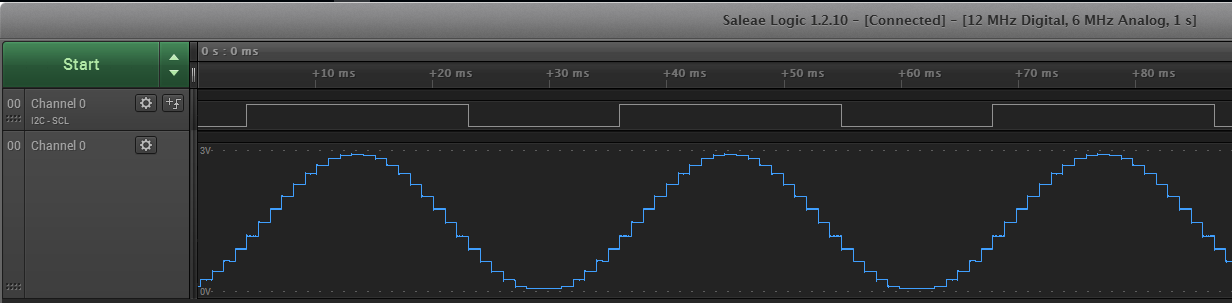 Saleae Logic 1.2.10 - [Connected] - [12 MHz Digital, 6 MHz Analog, 1 s]
Start
0 s : 0 ms
+10 ms +20 ms +30 ms +40 ms +50 ms +60 ms +70 ms +80 ms
00 Channel 0
I2C - SCL
00 Channel 0
3V
0V